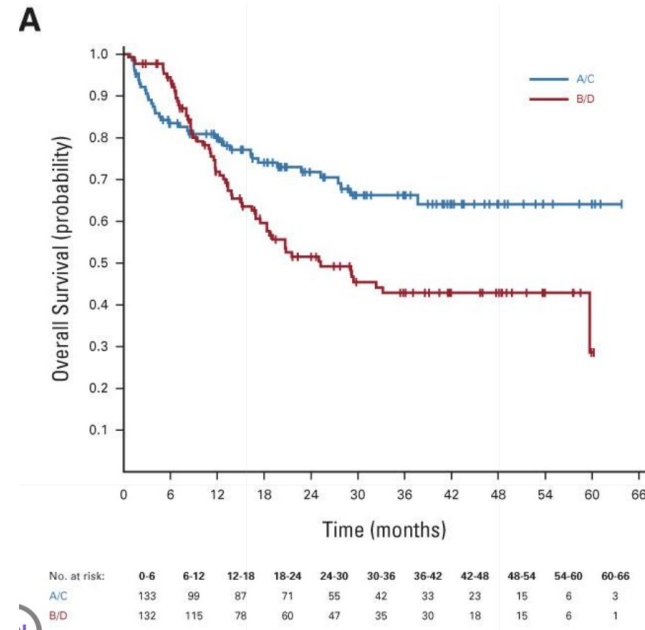 A
1.0
0.9
0.8
0.7
0.6
0.5
0.4
0.3
0.2
0.1
Overall Survival (probability)
A/C
B/D
0 6 12 18 24 30 36 42 48 54 60 66
Time (months)
No. at risk: 0-6 6-12 12-18 18-24 24-30 30-36 36-42 42-48 48-54 54-60 60-66
A/C 133 99 87 71 55 42 33 23 15 6 3
B/D 132 115 78 60 47 35 30 18 15 6 1